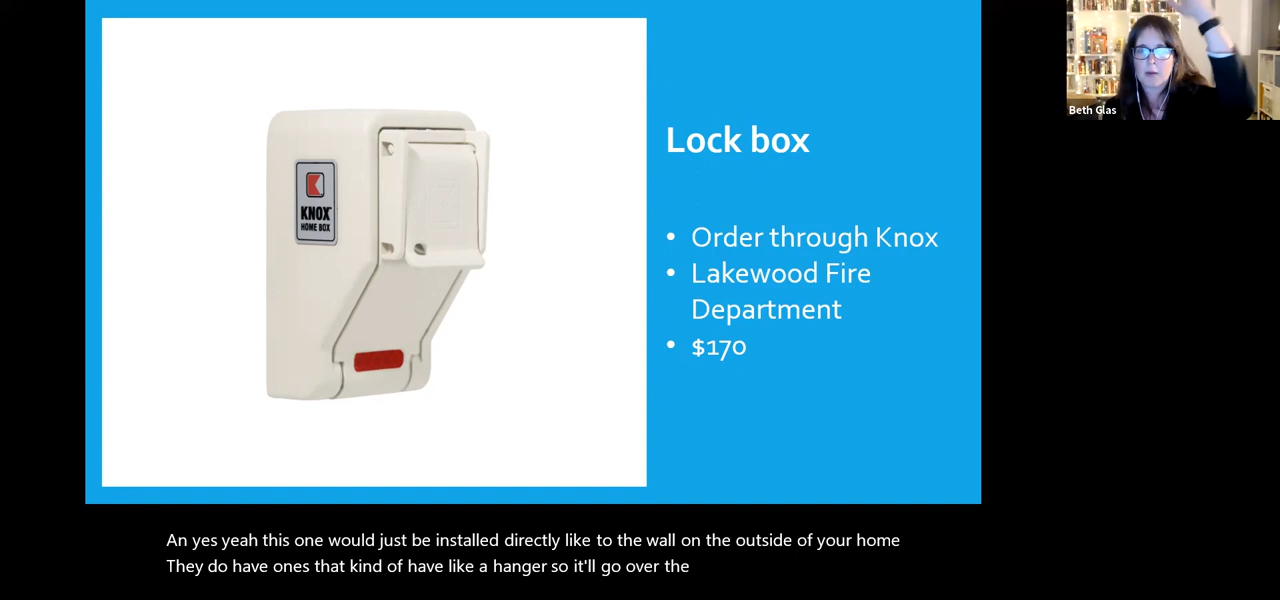 KNOX
HOME BOX
Lock box
• Order through Knox
• Lakewood Fire
Department
• $170
Beth Glas
An yes yeah this one would just be installed directly like to the wall on the outside of your home
They do have ones that kind of have like a hanger so it'll go over the